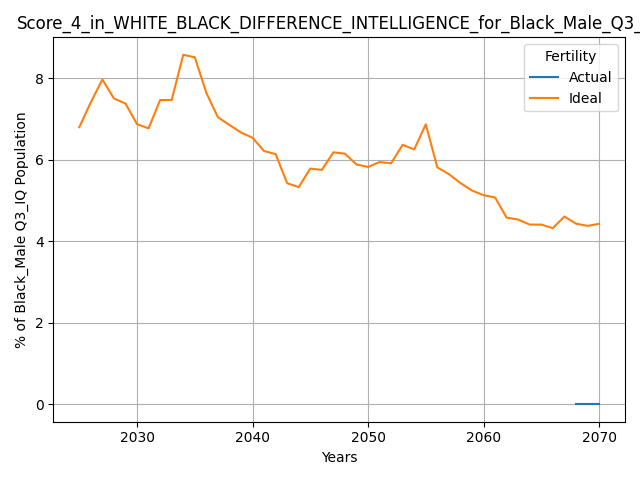 Score_4_in_WHITE_BLACK_DIFFERENCE_INTELLIGENCE_for_Black_Male_Q3_
Fertility
Actual
Ideal
% of Black_Male Q3_IQ Population
8
6
4
2
0
2030 2040 2050 2060 2070
Years